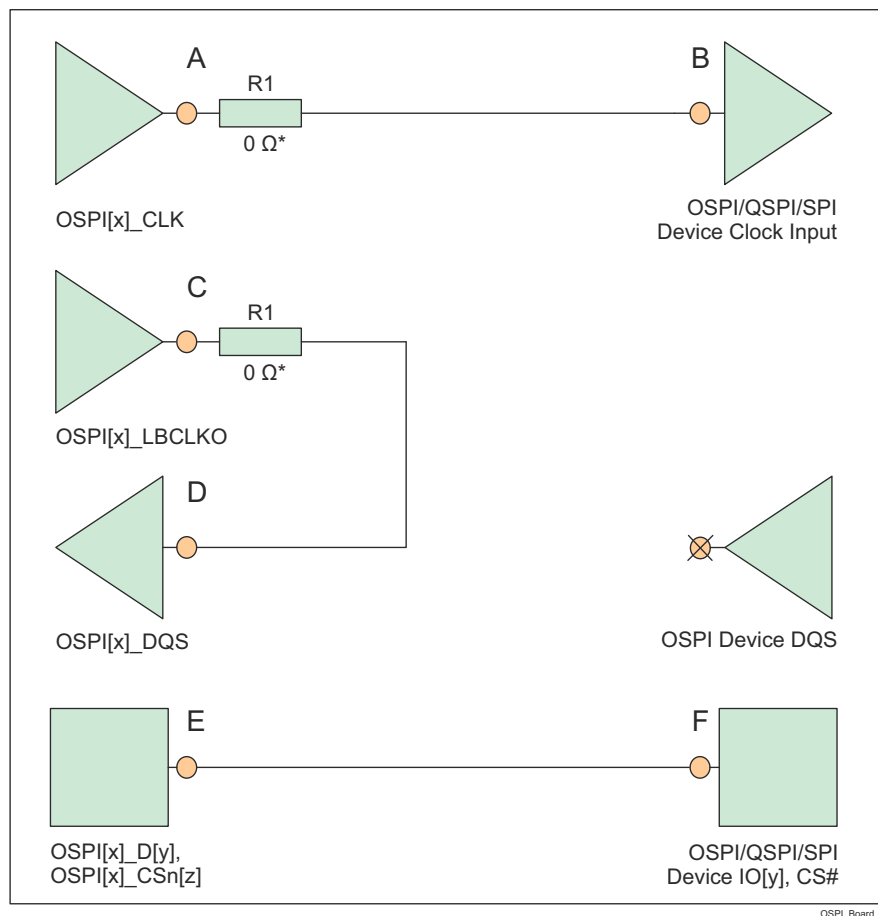 A
R1
0 Ω*
B
OSPI[x]_CLK
OSPI/QSPI/SPI
Device Clock Input
C
R1
0 Ω*
OSPI[x]_LBCLKO
D
OSPI[x]_DQS
OSPI Device DQS
E
F
OSPI[x]_D[y],
OSPI[x]_CSn[z]
OSPI/QSPI/SPI
Device IO[y], CS#
OSPI_Board